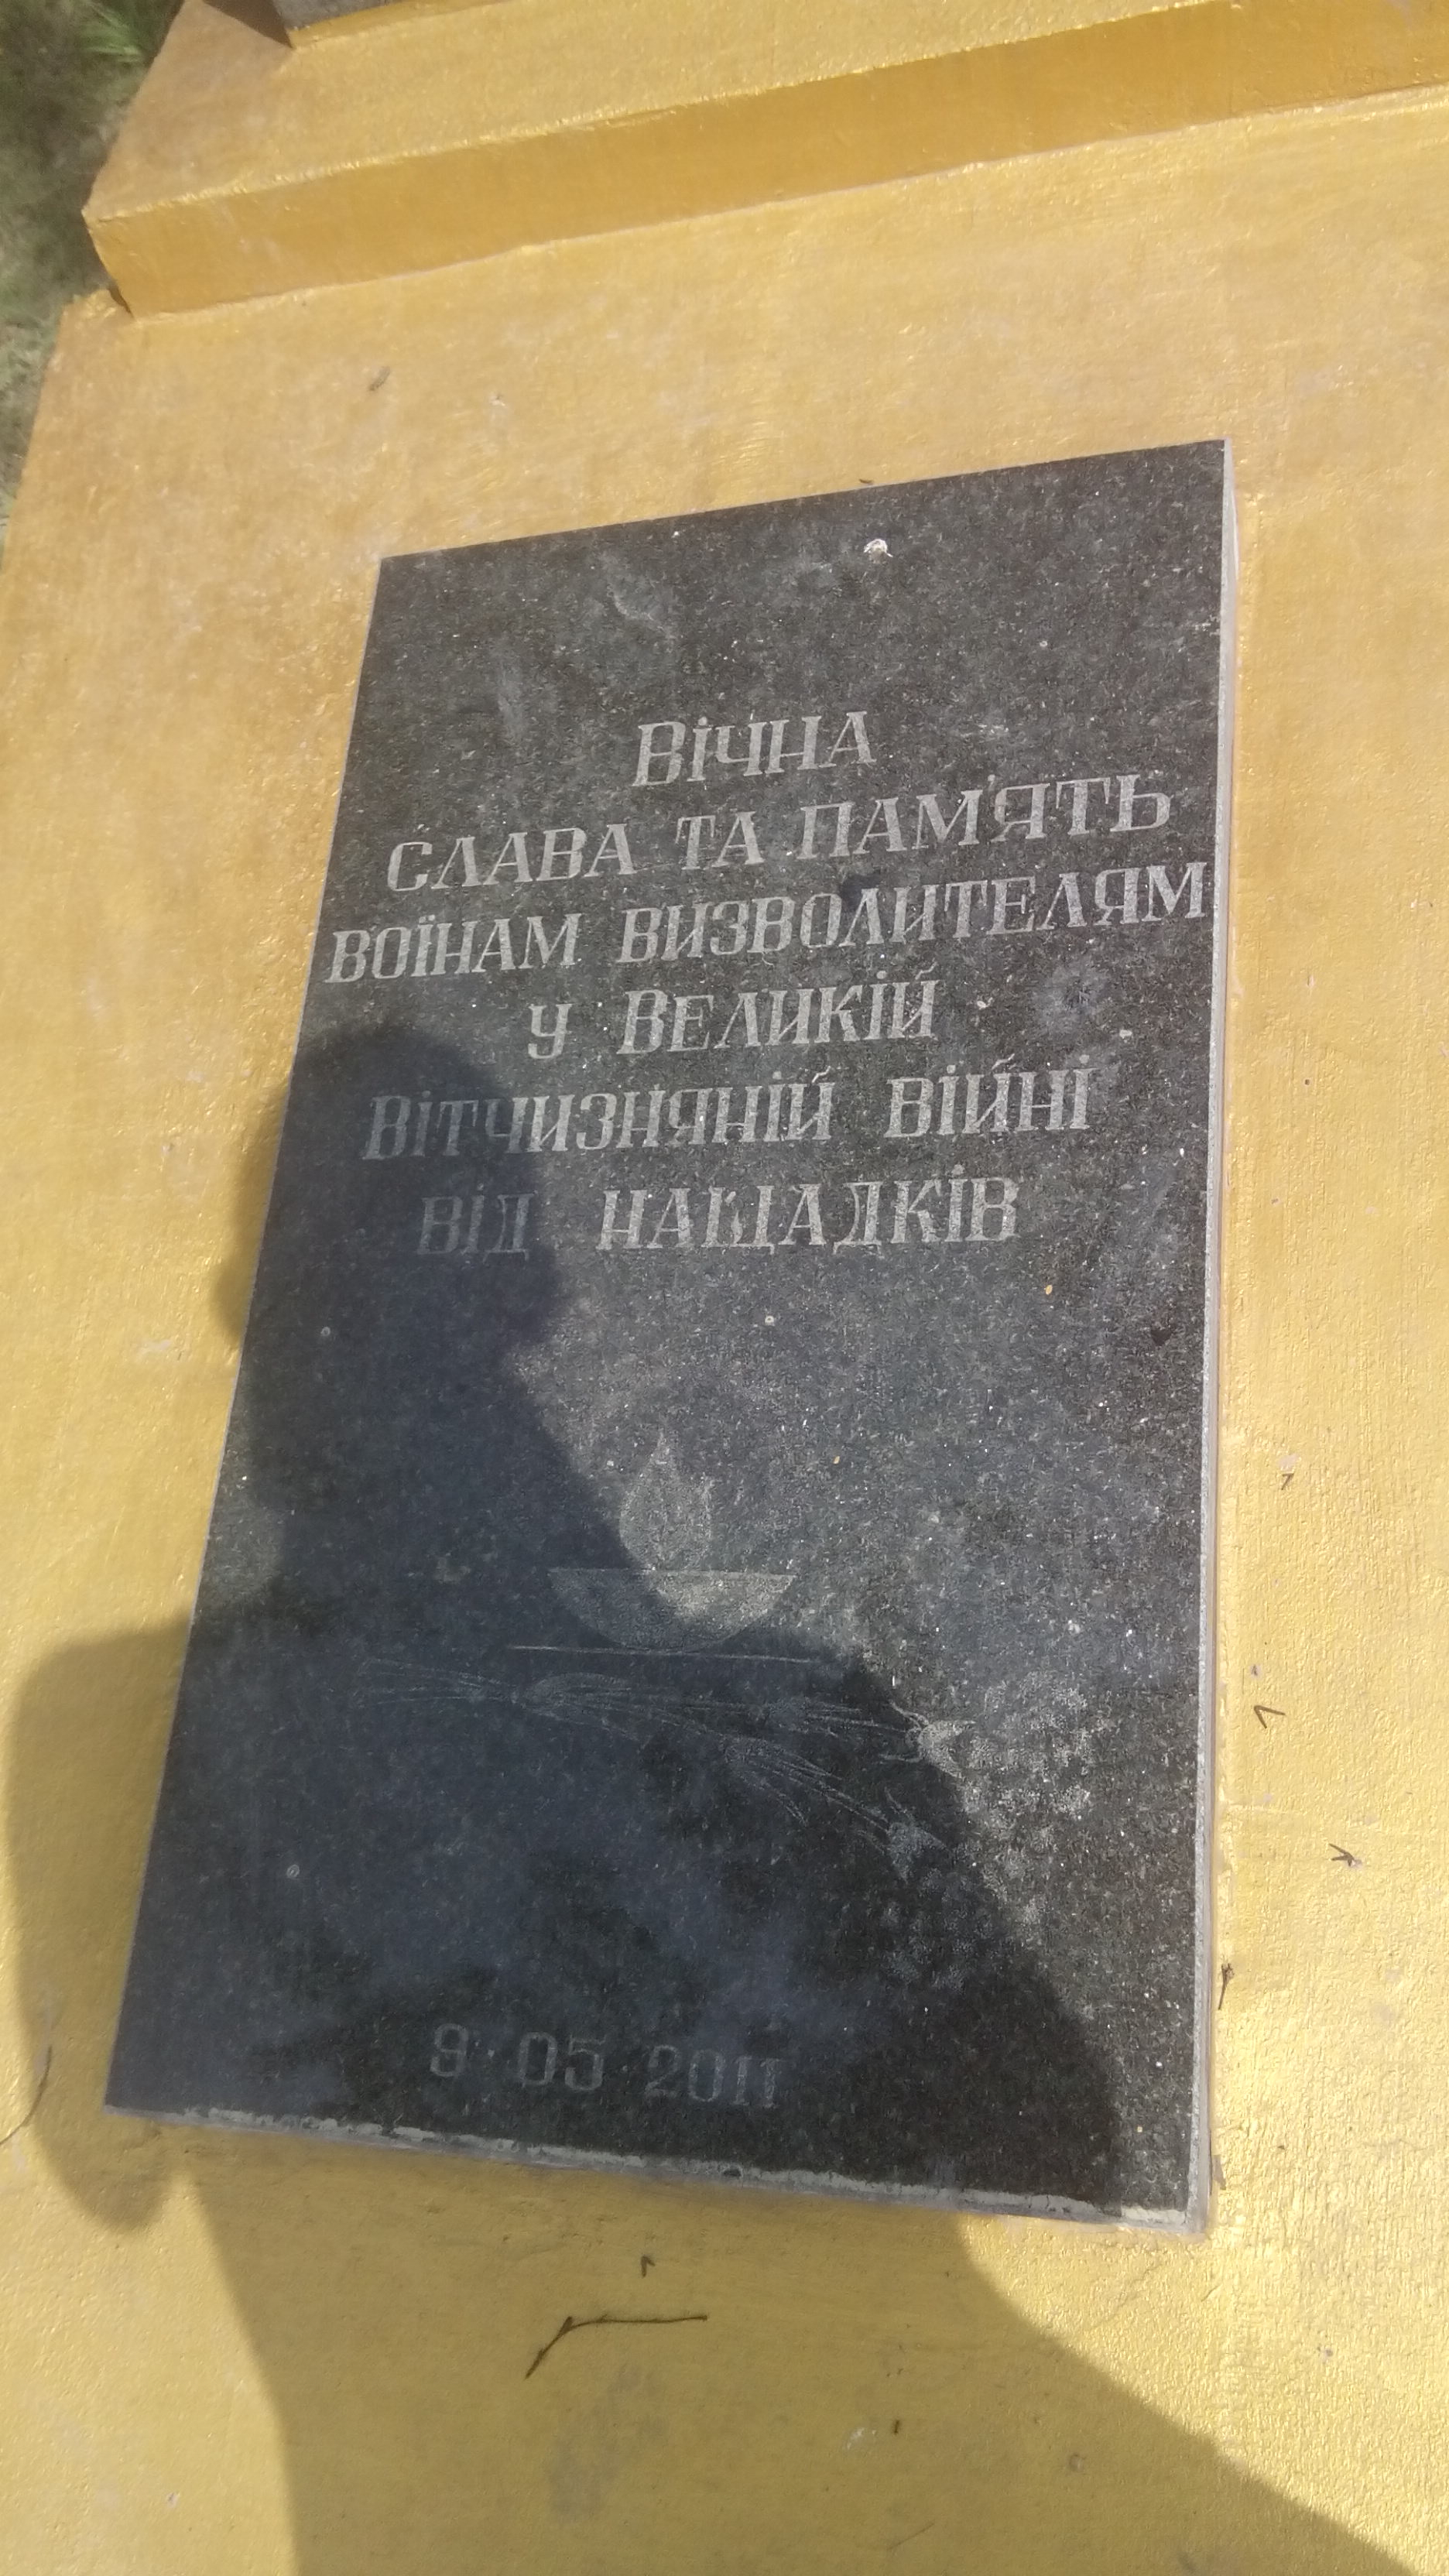 Вічна
слава та пам'ять
воїнам визволителям
у Великій
Вітчизняній війні
від нащадків
9·05·2011